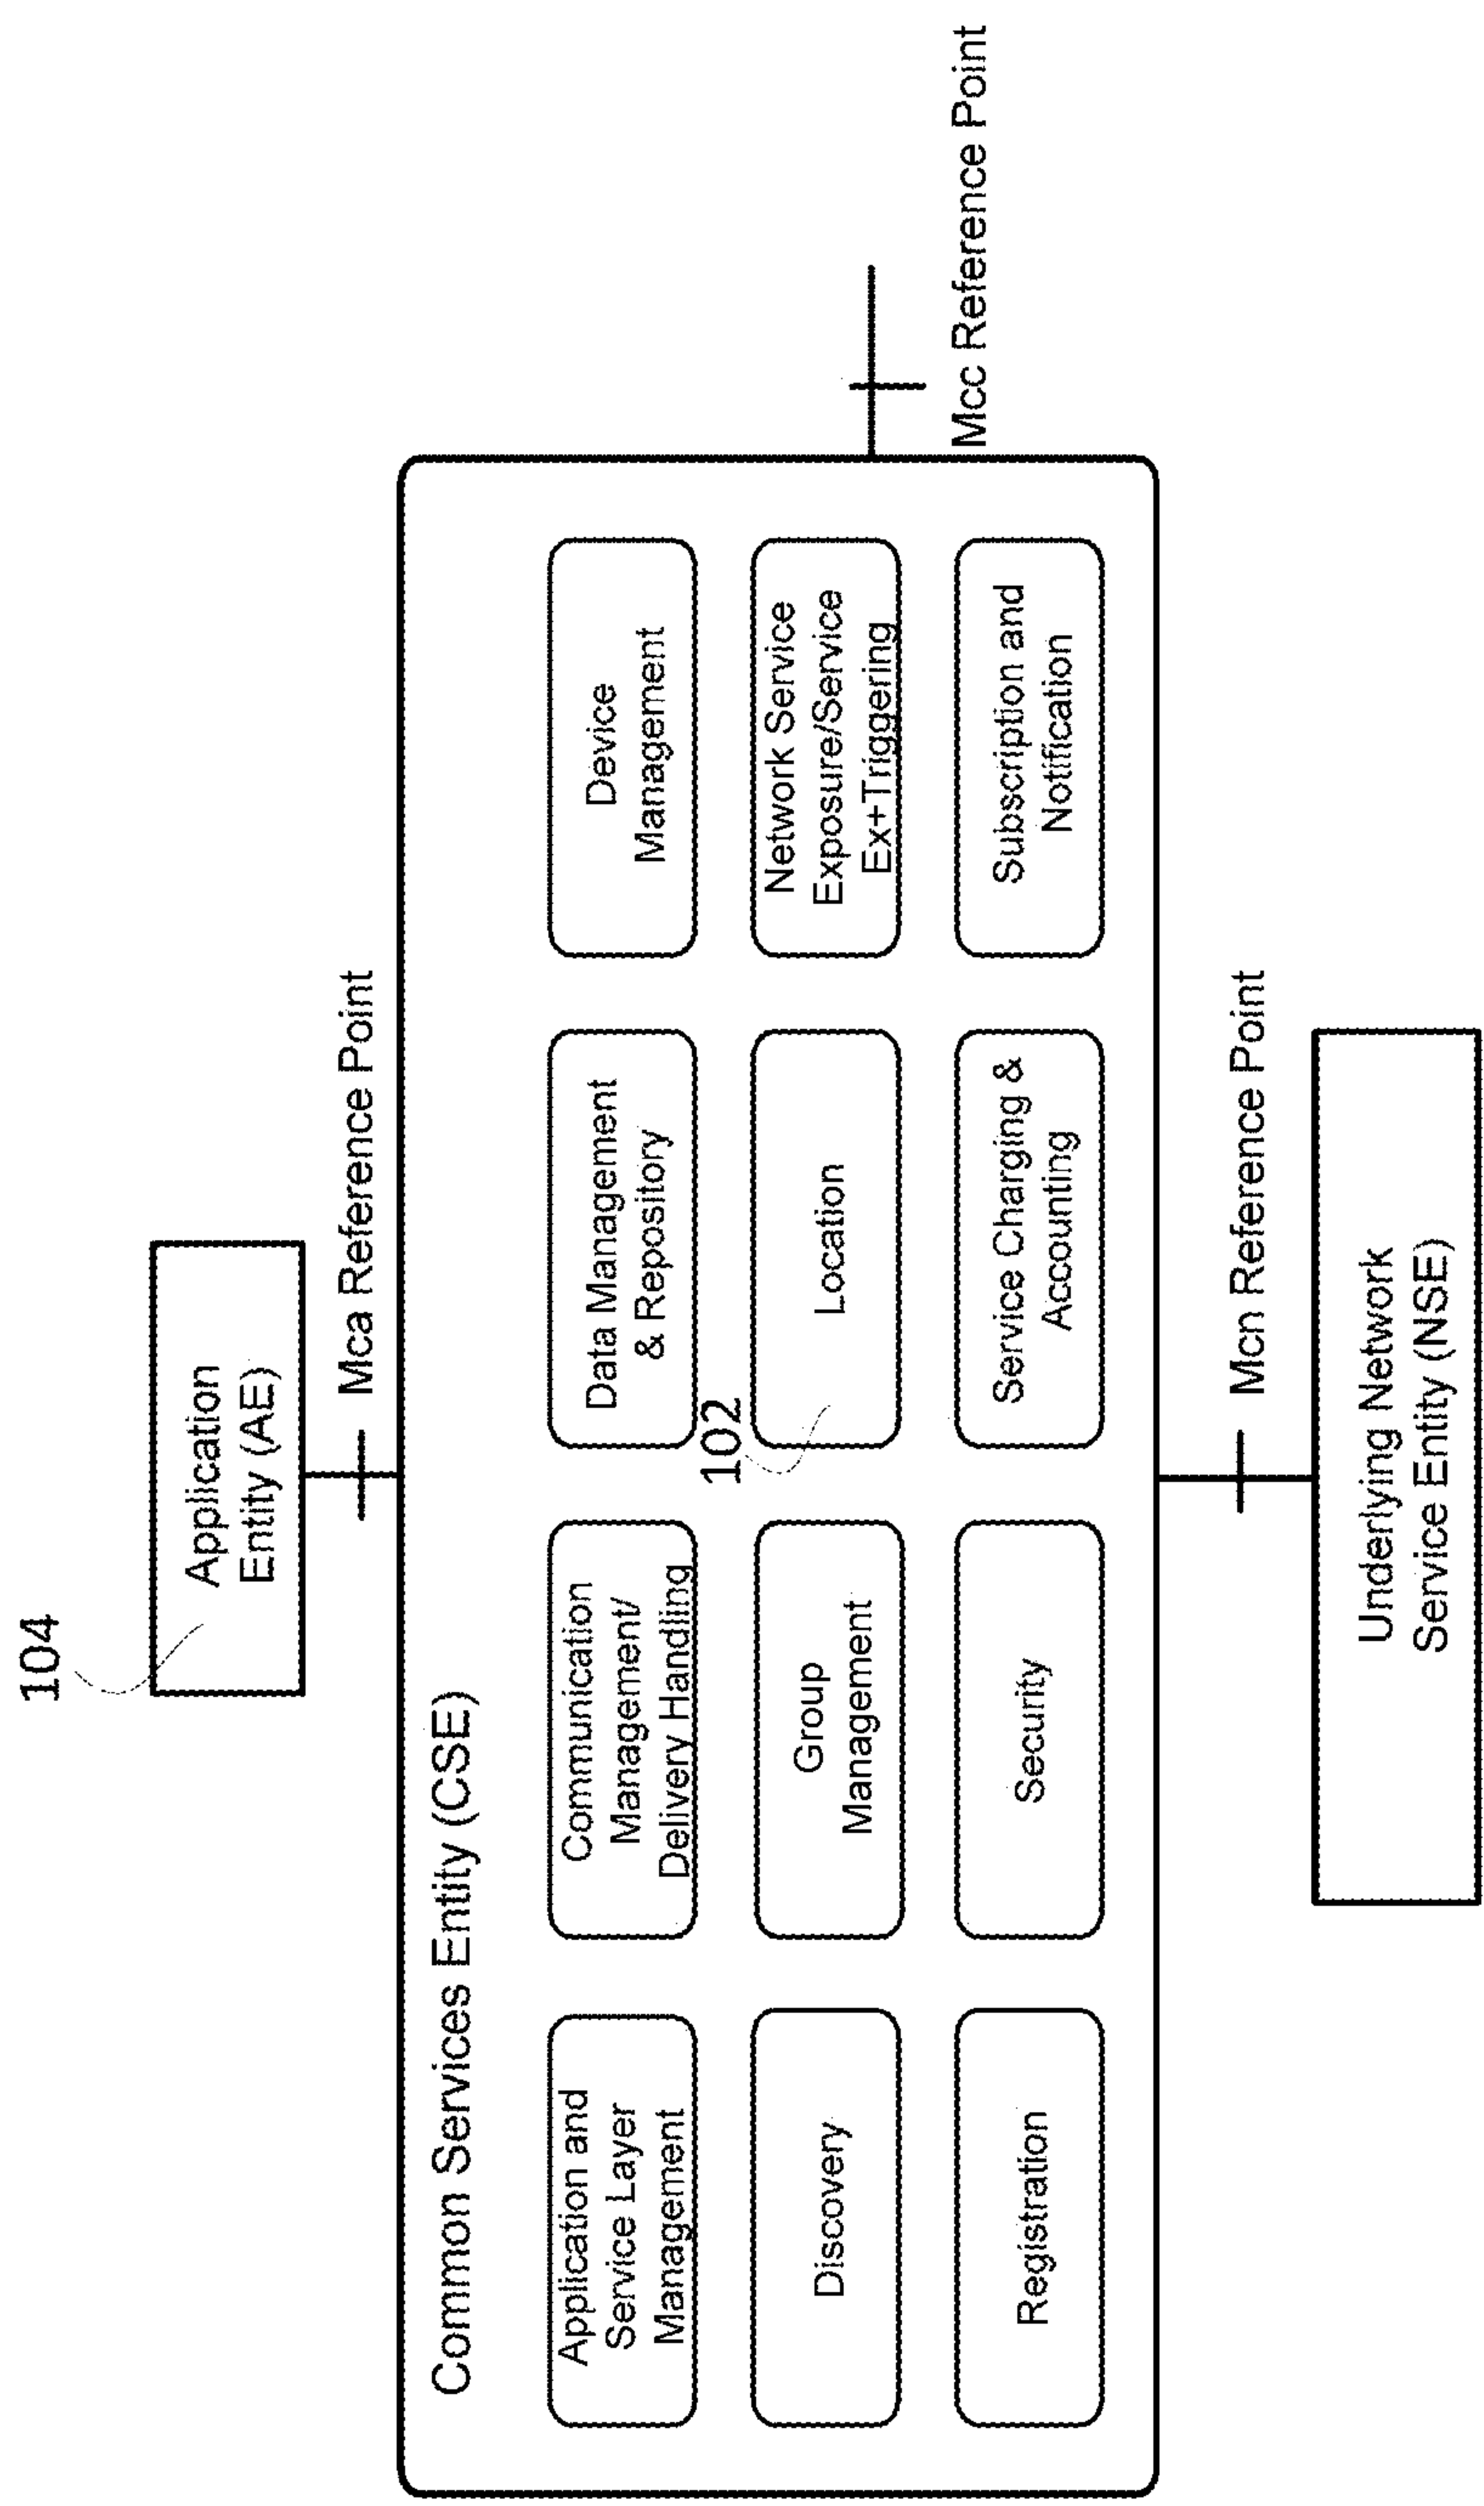 104
Application
Entity (AE)
Mca Reference Point
Common Services Entity (CSE)
Application and
Service Layer
Management
Communication
Management/
Delivery Handling
Data Management
& Repository
Device
Management
102
Discovery
Group
Management
Location
Network Service
Exposure/Service
Ex+Triggering
Registration
Security
Service Charging &
Accounting
Subscription and
Notification
Mcc Reference Point
Mcn Reference Point
Underlying Network
Service Entity (NSE)